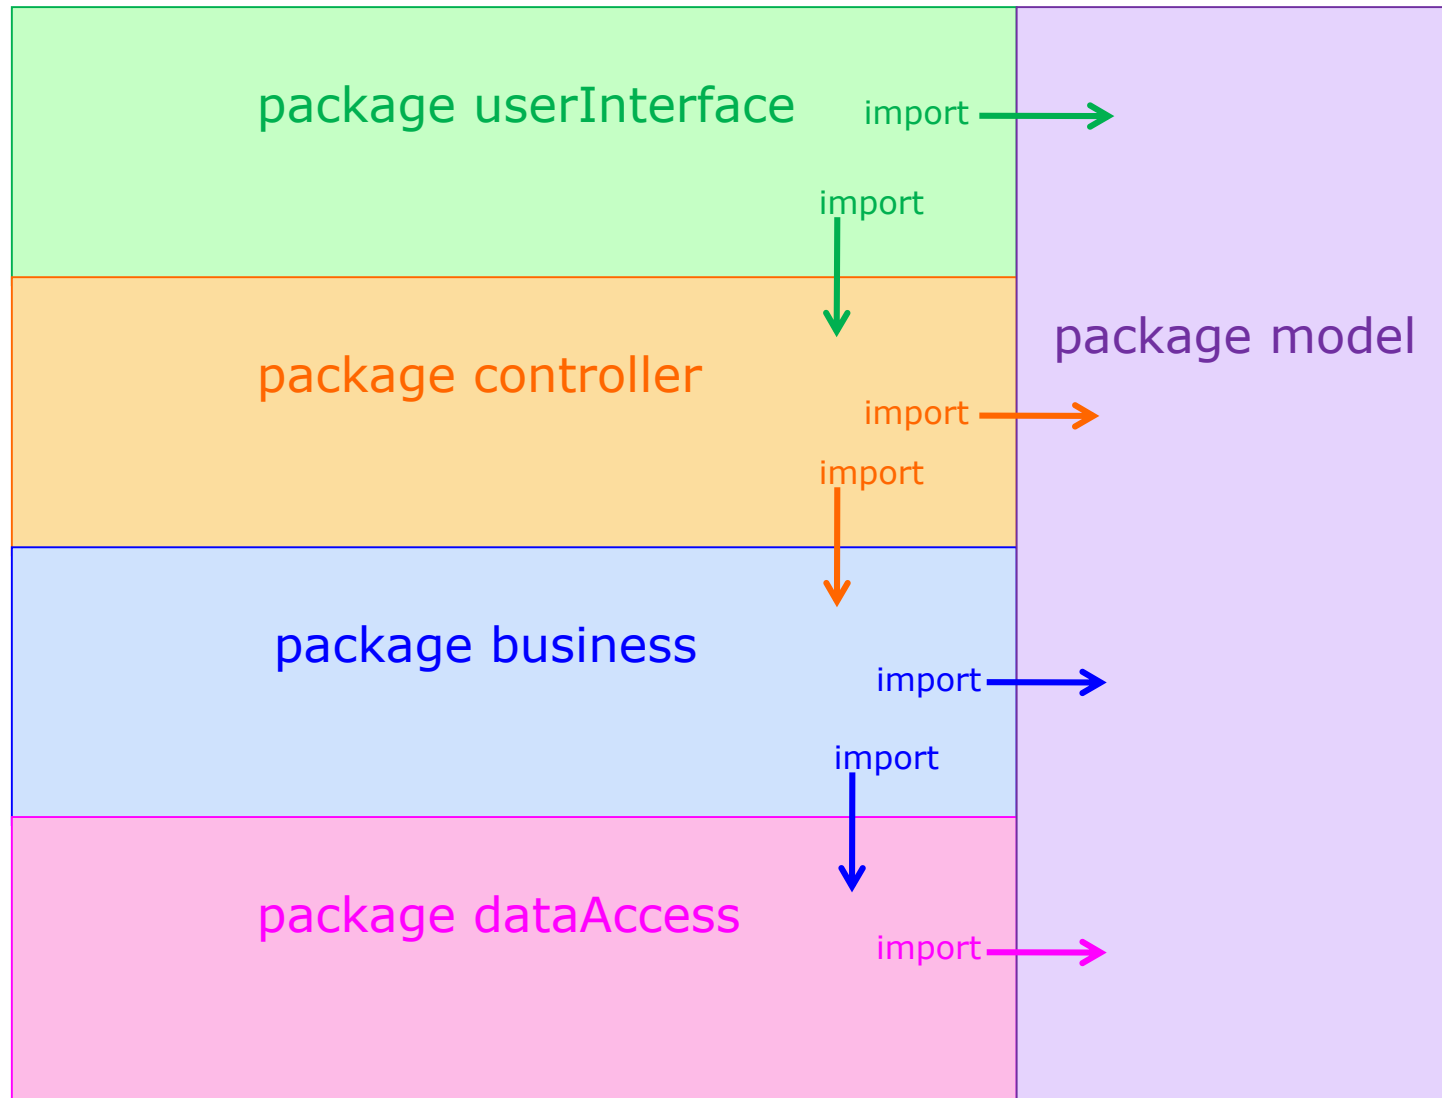 package userInterface
import
import
package model
package controller
import
import
package business
import
import
package dataAccess
import